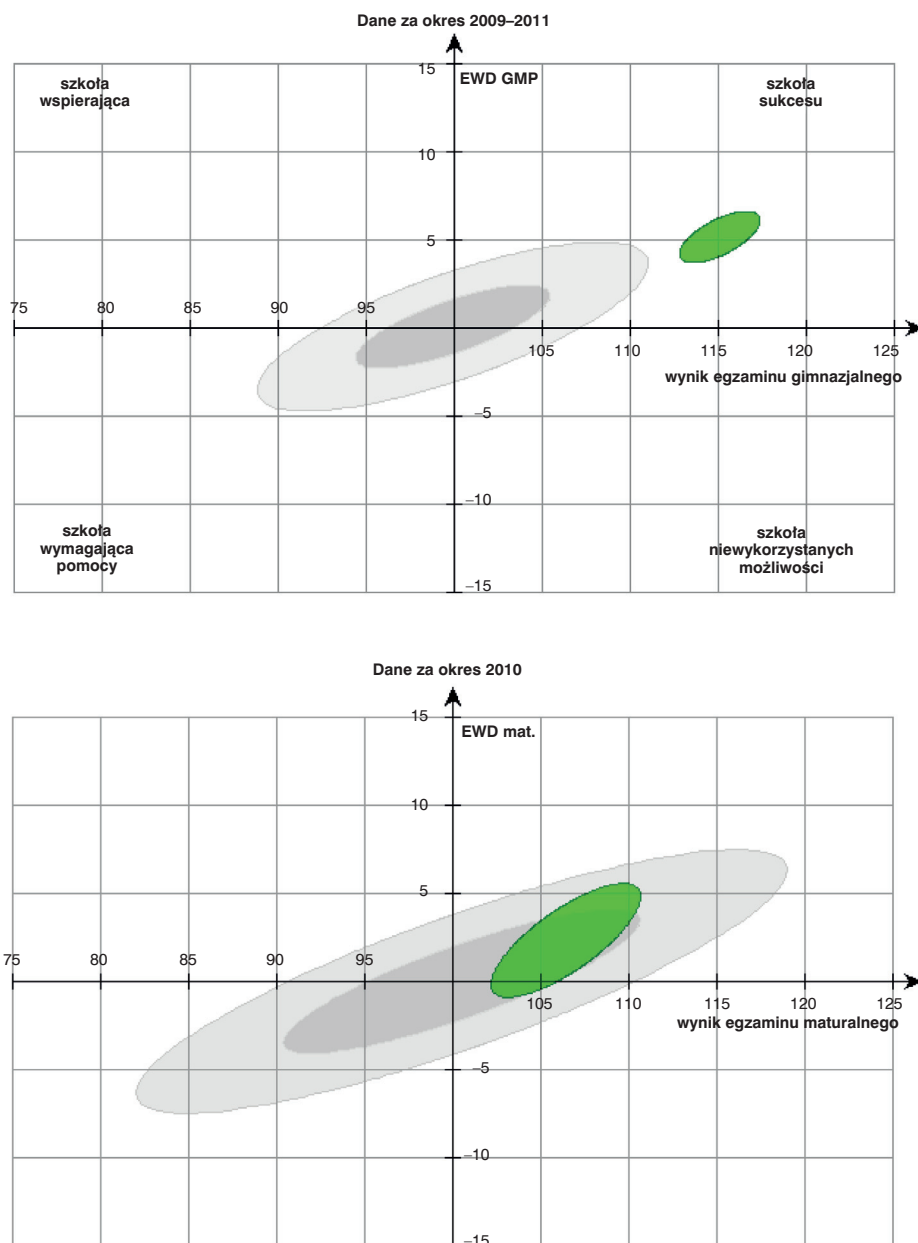 Dane za okres 2009–2011
15
EWD GMP
szkoła
wspierająca
szkoła
sukcesu
10
5
75 80 85 90 95
105 110 115 120 125
wynik egzaminu gimnazjalnego
–5
–10
szkoła
wymagająca
pomocy
szkoła
niewykorzystanych
możliwości
–15
Dane za okres 2010
15
EWD mat.
10
5
75 80 85 90 95
105 110 115 120 125
wynik egzaminu maturalnego
–5
–10
–15